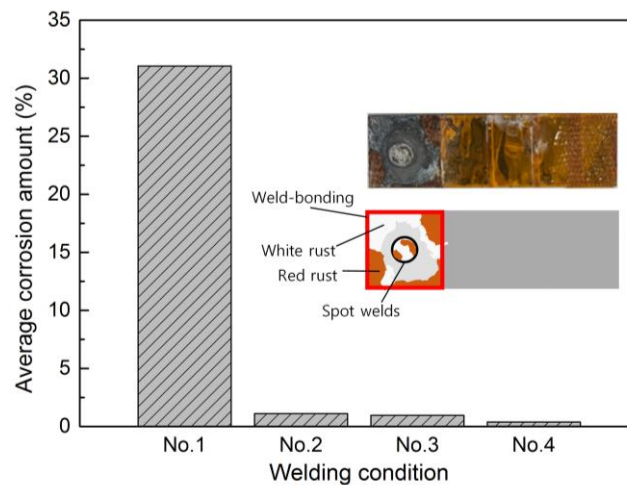 Average corrosion amount (%)
35
30
25
20
15
10
5
0
Weld-bonding
White rust
Red rust
Spot welds
No.1 No.2 No.3 No.4
Welding condition